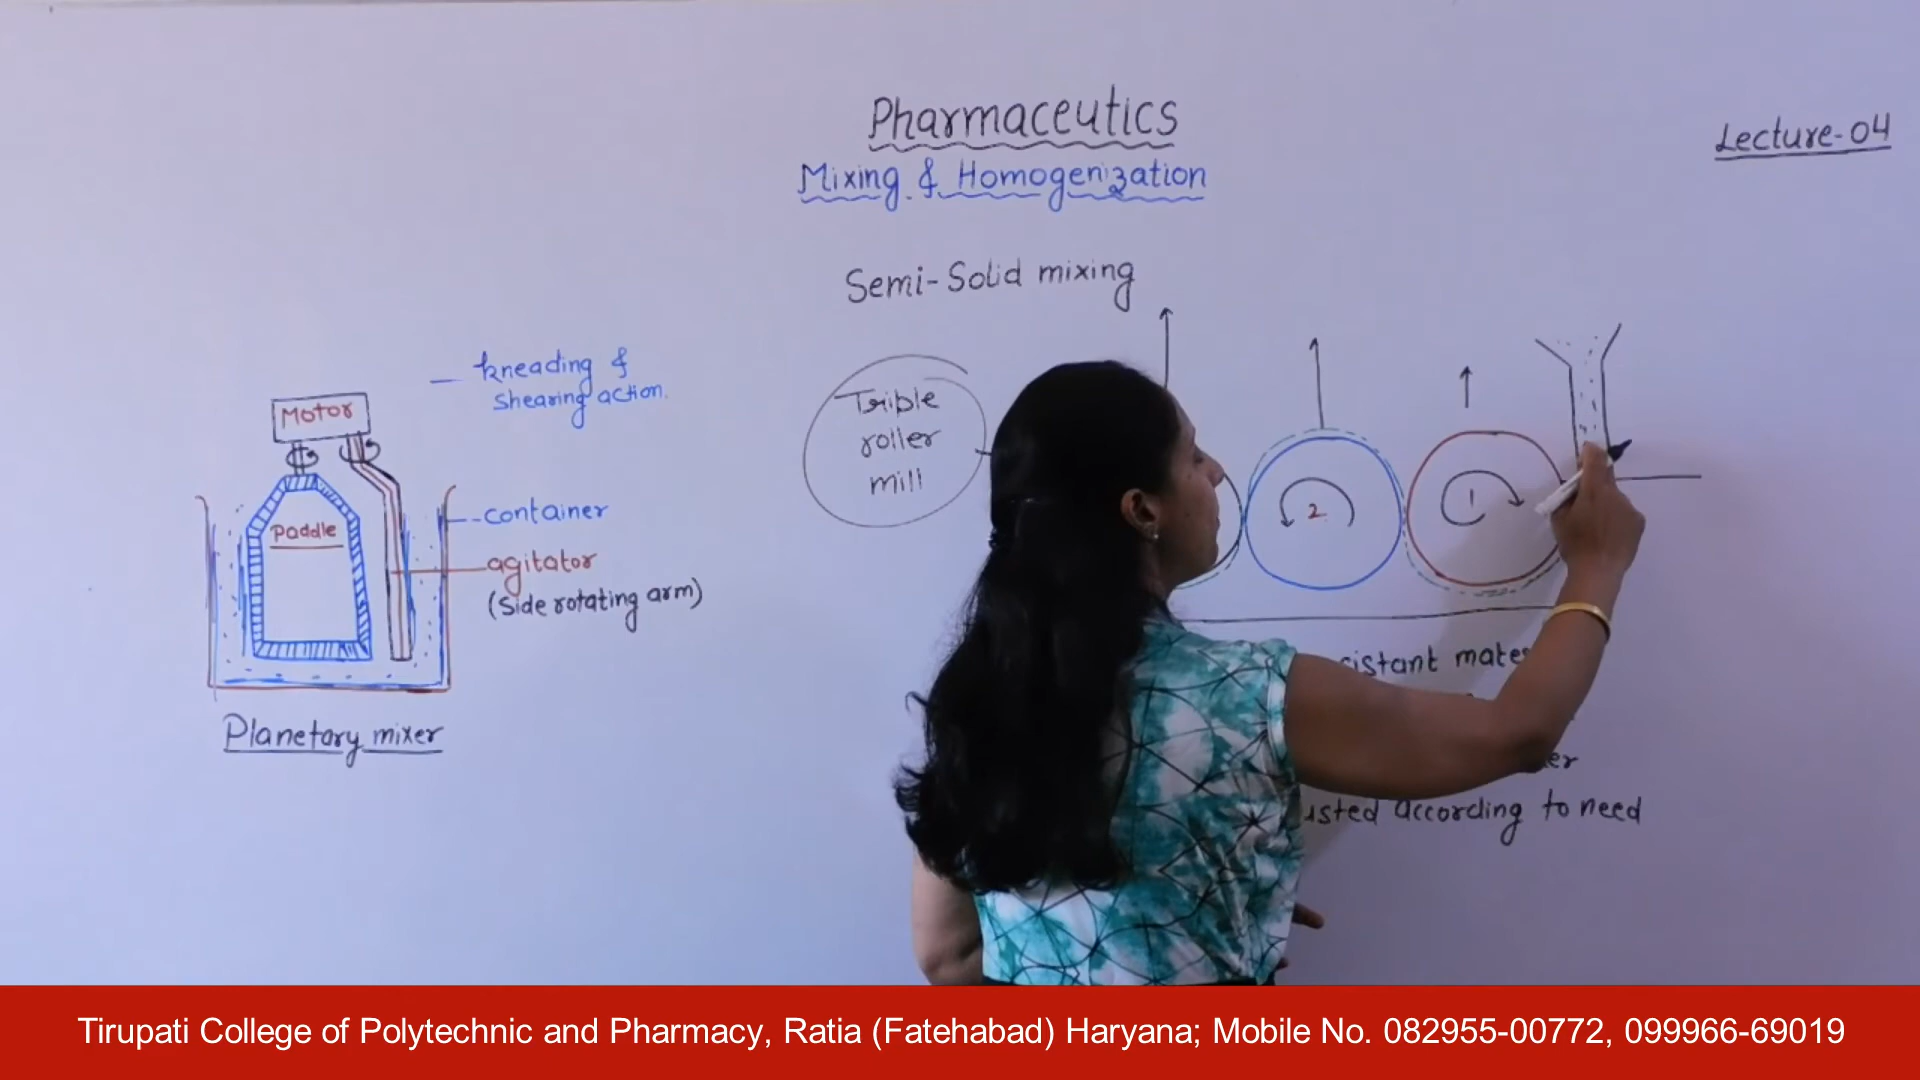 Pharmaceutics
Lecture-04
Mixing & Homogenization
Semi-Solid mixing
- kneading &
shearing action.
Motor
Paddle
--container
agitator
(Side rotating arm)
Planetary mixer
Trible
roller
mill
2
1
sistant mate
er
usted according to need
Tirupati College of Polytechnic and Pharmacy, Ratia (Fatehabad) Haryana; Mobile No. 082955-00772, 099966-69019